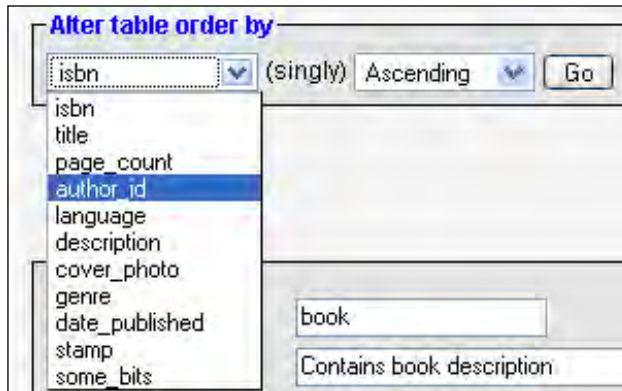 Alter table order by
isbn (singly) Ascending Go
isbn
title
page_count
author_id
language
description
cover_photo
genre
date_published
stamp
some_bits
book
Contains book description